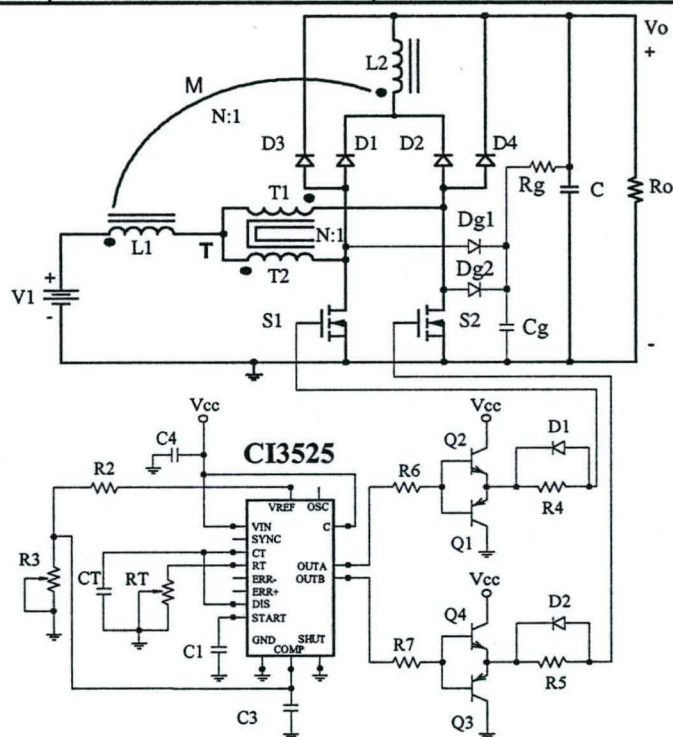 Vo
+
L2
M
N:1
D3
D1
D2
D4
Rg
C
Ro
T1
N:1
Dg1
L1
T
T2
Dg2
+
V1
-
S1
S2
Cg
-
Vcc
C4
CI3525
Vcc
Q2
D1
R2
R6
R4
VREF
OSC
VIN
C
SYNC
CT
RT
OUTA
ERR-
OUTB
ERR+
DIS
START
GND
SHUT
COMP
R3
CT
RT
Q1
Vcc
Q4
D2
C1
R7
R5
C3
Q3